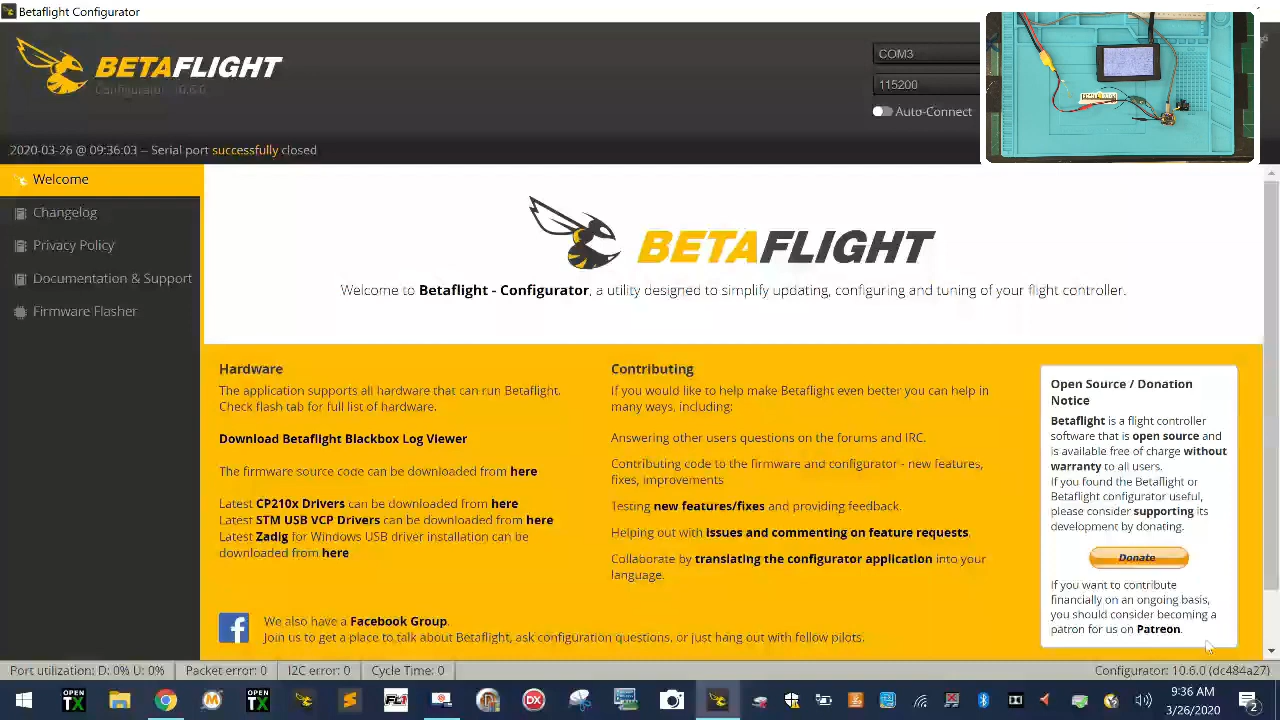 Betaflight Configurator
BETAFLIGHT
Configurator 10.6.0
COM3
115200
Auto-Connect
2020-03-26 @ 09:36:03 -- Serial port successfully closed
Welcome
Changelog
Privacy Policy
Documentation & Support
Firmware Flasher
BETAFLIGHT
Welcome to Betaflight - Configurator, a utility designed to simplify updating, configuring and tuning of your flight controller.
Hardware
The application supports all hardware that can run Betaflight.
Check flash tab for full list of hardware.
Download Betaflight Blackbox Log Viewer
The firmware source code can be downloaded from here
Latest CP210x Drivers can be downloaded from here
Latest STM USB VCP Drivers can be downloaded from here
Latest Zadig for Windows USB driver installation can be
downloaded from here
We also have a Facebook Group.
Join us to get a place to talk about Betaflight, ask configuration questions, or just hang out with fellow pilots.
Contributing
If you would like to help make Betaflight even better you can help in
many ways, including:
Answering other users questions on the forums and IRC.
Contributing code to the firmware and configurator - new features,
fixes, improvements
Testing new features/fixes and providing feedback.
Helping out with issues and commenting on feature requests.
Collaborate by translating the configurator application into your
language.
Open Source / Donation
Notice
Betaflight is a flight controller
software that is open source and
is available free of charge without
warranty to all users.
If you found the Betaflight or
Betaflight configurator useful,
please consider supporting its
development by donating.
Donate
If you want to contribute
financially on an ongoing basis,
you should consider becoming a
patron for us on Patreon.
Port utilization: D: 0% U: 0%
Packet error: 0
I2C error: 0
Cycle Time: 0
Configurator: 10.6.0 (dc484a27)
OPEN
TX
OPEN
TX
DX
9:36 AM
3/26/2020
2